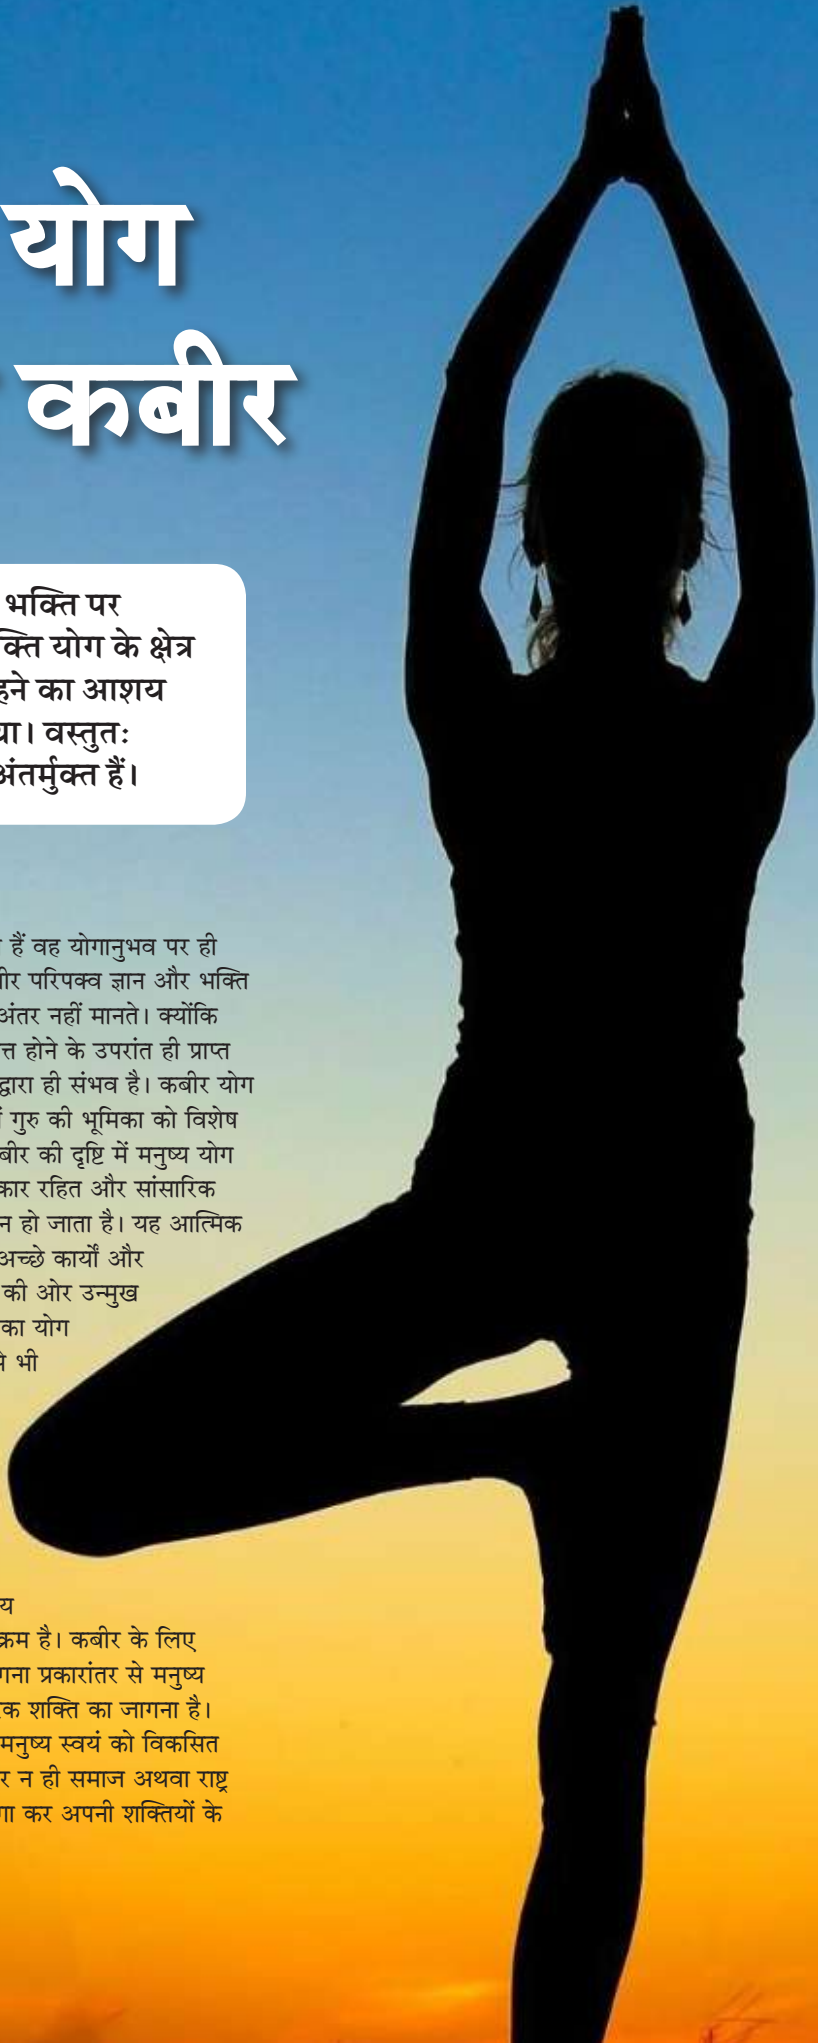 योग
कबीर
भक्ति पर
क्ति योग के क्षेत्र
हने का आशय
था। वस्तुतः
अंतर्मुक्त हैं।
हैं वह योगानुभव पर ही
बीर परिपक्व ज्ञान और भक्ति
अंतर नहीं मानते। क्योंकि
त्त होने के उपरांत ही प्राप्त
द्वारा ही संभव है। कबीर योग
में गुरु की भूमिका को विशेष
बीर की दृष्टि में मनुष्य योग
कार रहित और सांसारिक
न हो जाता है। यह आत्मिक
अच्छे कार्यों और
की ओर उन्मुख
का योग
से भी
य
क्रम है। कबीर के लिए
गना प्रकारांतर से मनुष्य
रिक शक्ति का जागना है।
मनुष्य स्वयं को विकसित
र न ही समाज अथवा राष्ट्र
गा कर अपनी शक्तियों के